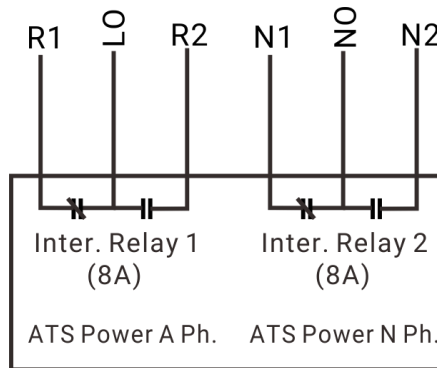 R1 LO R2 N1 NO N2
Inter. Relay 1 Inter. Relay 2
(8A) (8A)
ATS Power A Ph. ATS Power N Ph.